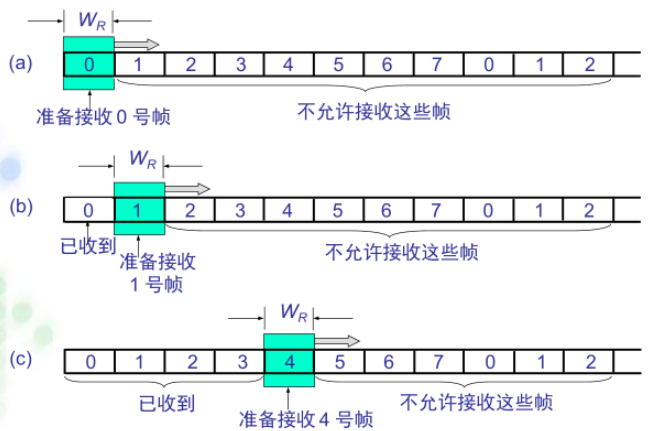 W_R
(a) 0 1 2 3 4 5 6 7 0 1 2
准备接收 0 号帧
不允许接收这些帧
W_R
(b) 0 1 2 3 4 5 6 7 0 1 2
已收到
准备接收
1 号帧
不允许接收这些帧
W_R
(c) 0 1 2 3 4 5 6 7 0 1 2
已收到
准备接收 4 号帧
不允许接收这些帧